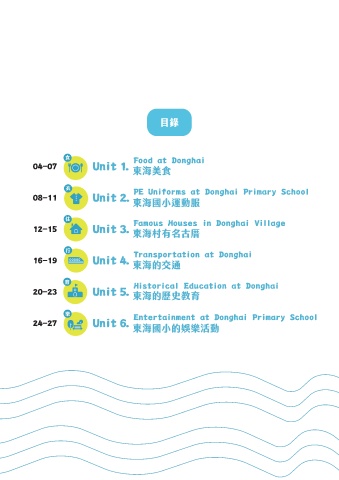 目錄
04-07 食 Unit 1. Food at Donghai
東海美食
08-11 衣 Unit 2. PE Uniforms at Donghai Primary School
東海國小運動服
12-15 住 Unit 3. Famous Houses in Donghai Village
東海村有名古厝
16-19 行 Unit 4. Transportation at Donghai
東海的交通
20-23 育 Unit 5. Historical Education at Donghai
東海的歷史教育
24-27 樂 Unit 6. Entertainment at Donghai Primary School
東海國小的娛樂活動